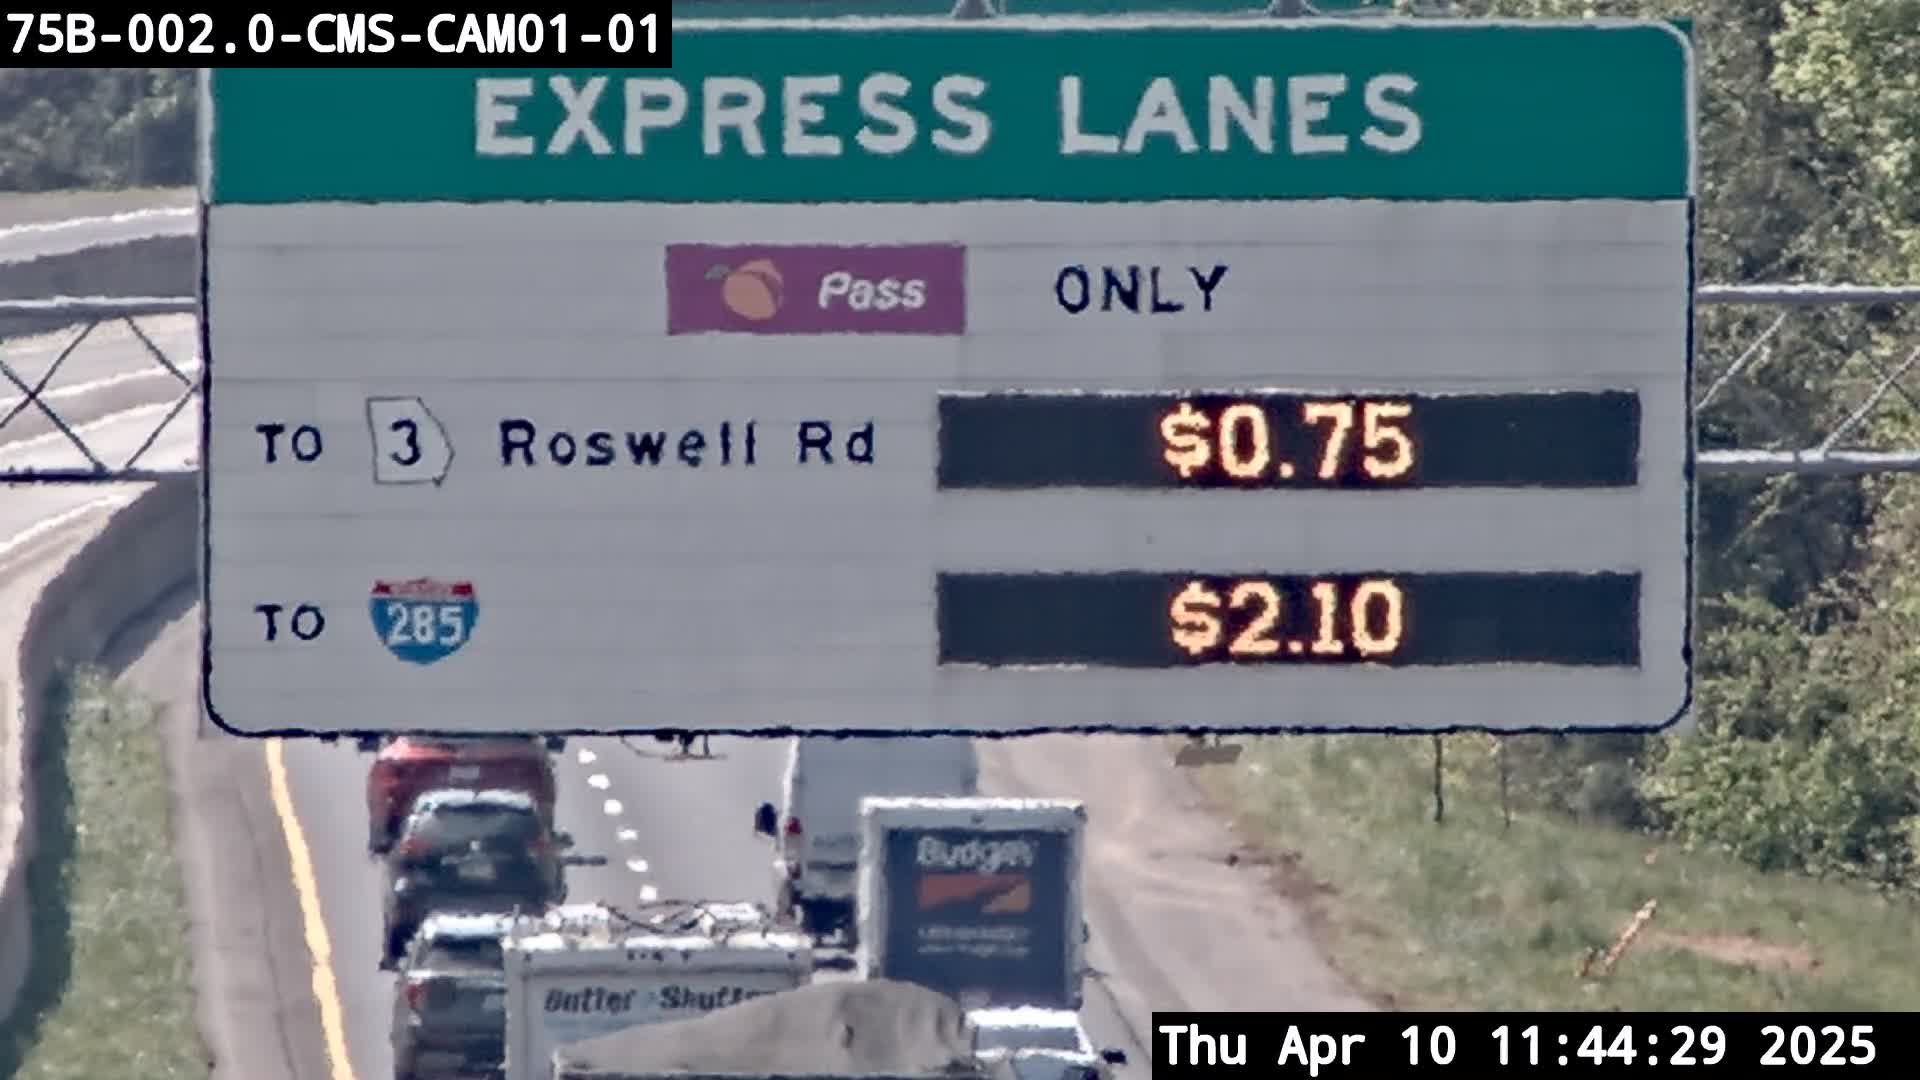 75B-002.0-CMS-CAM01-01
EXPRESS LANES
Pass ONLY
TO 3 Roswell Rd $0.75
TO 285 $2.10
Budget
Thu Apr 10 11:44:29 2025